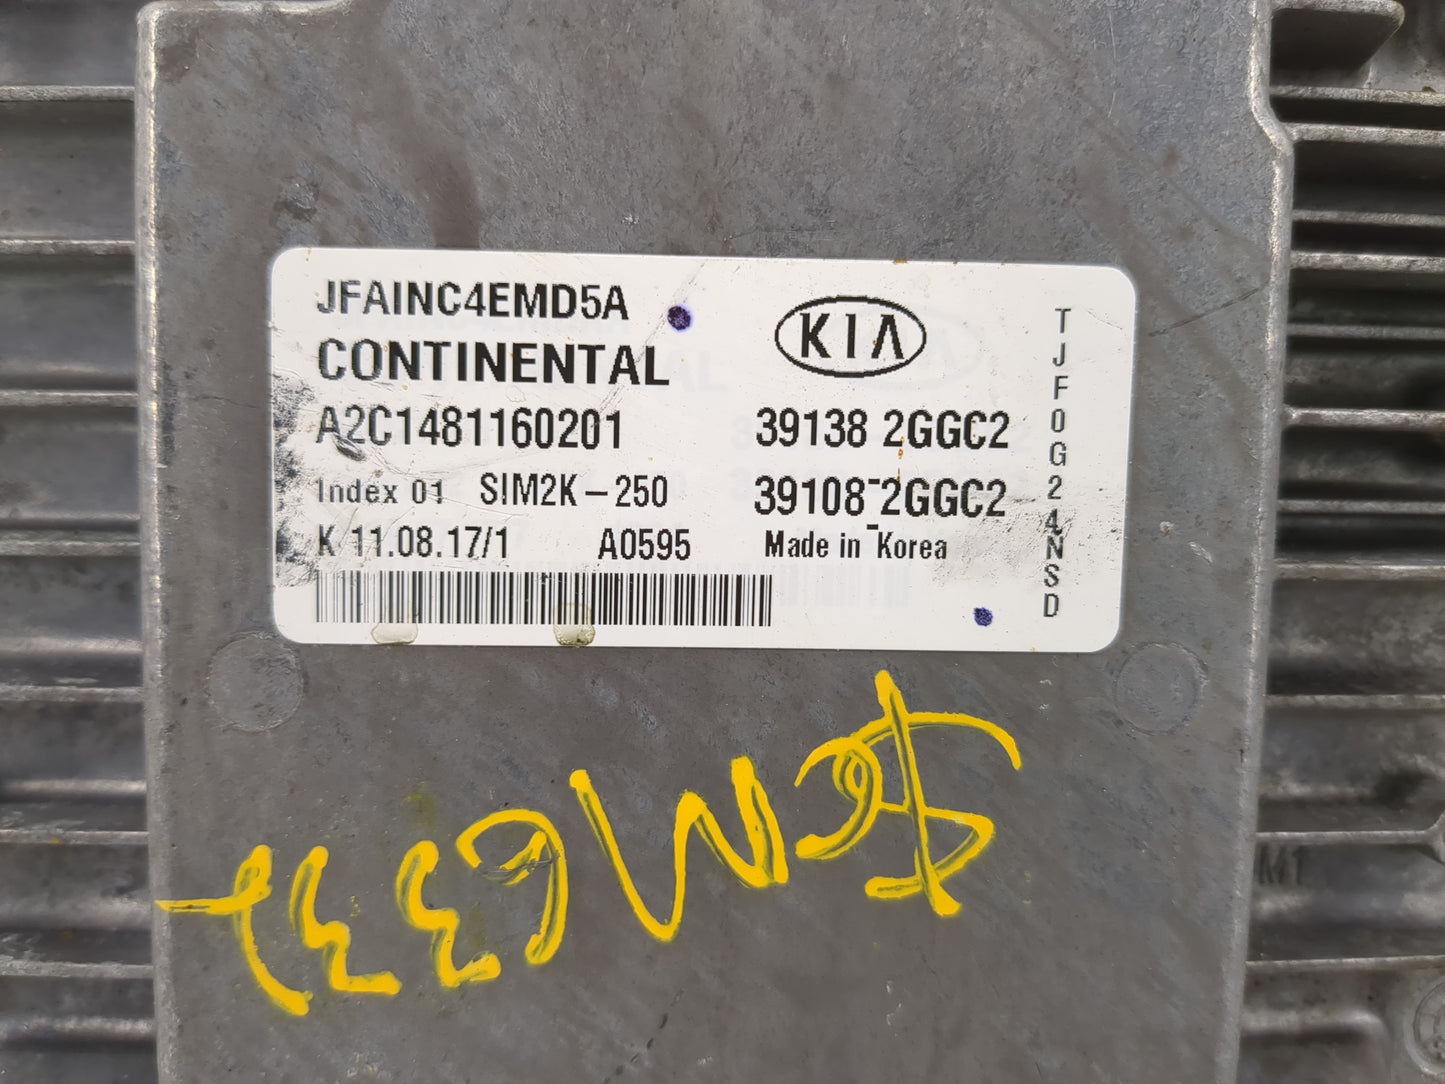 JFAINC4EMD5A
CONTINENTAL
A2C1481160201
Index 01 SIM2K-250
K 11.08.17/1 A0595
KIA
39138 2GGC2
39108-2GGC2
Made in Korea
TJF0G24NSD
M1